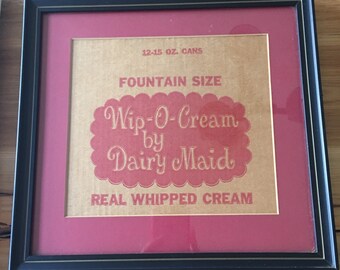 12-15 OZ. CANS
FOUNTAIN SIZE
Wip-O-Cream
by
Dairy Maid
REAL WHIPPED CREAM